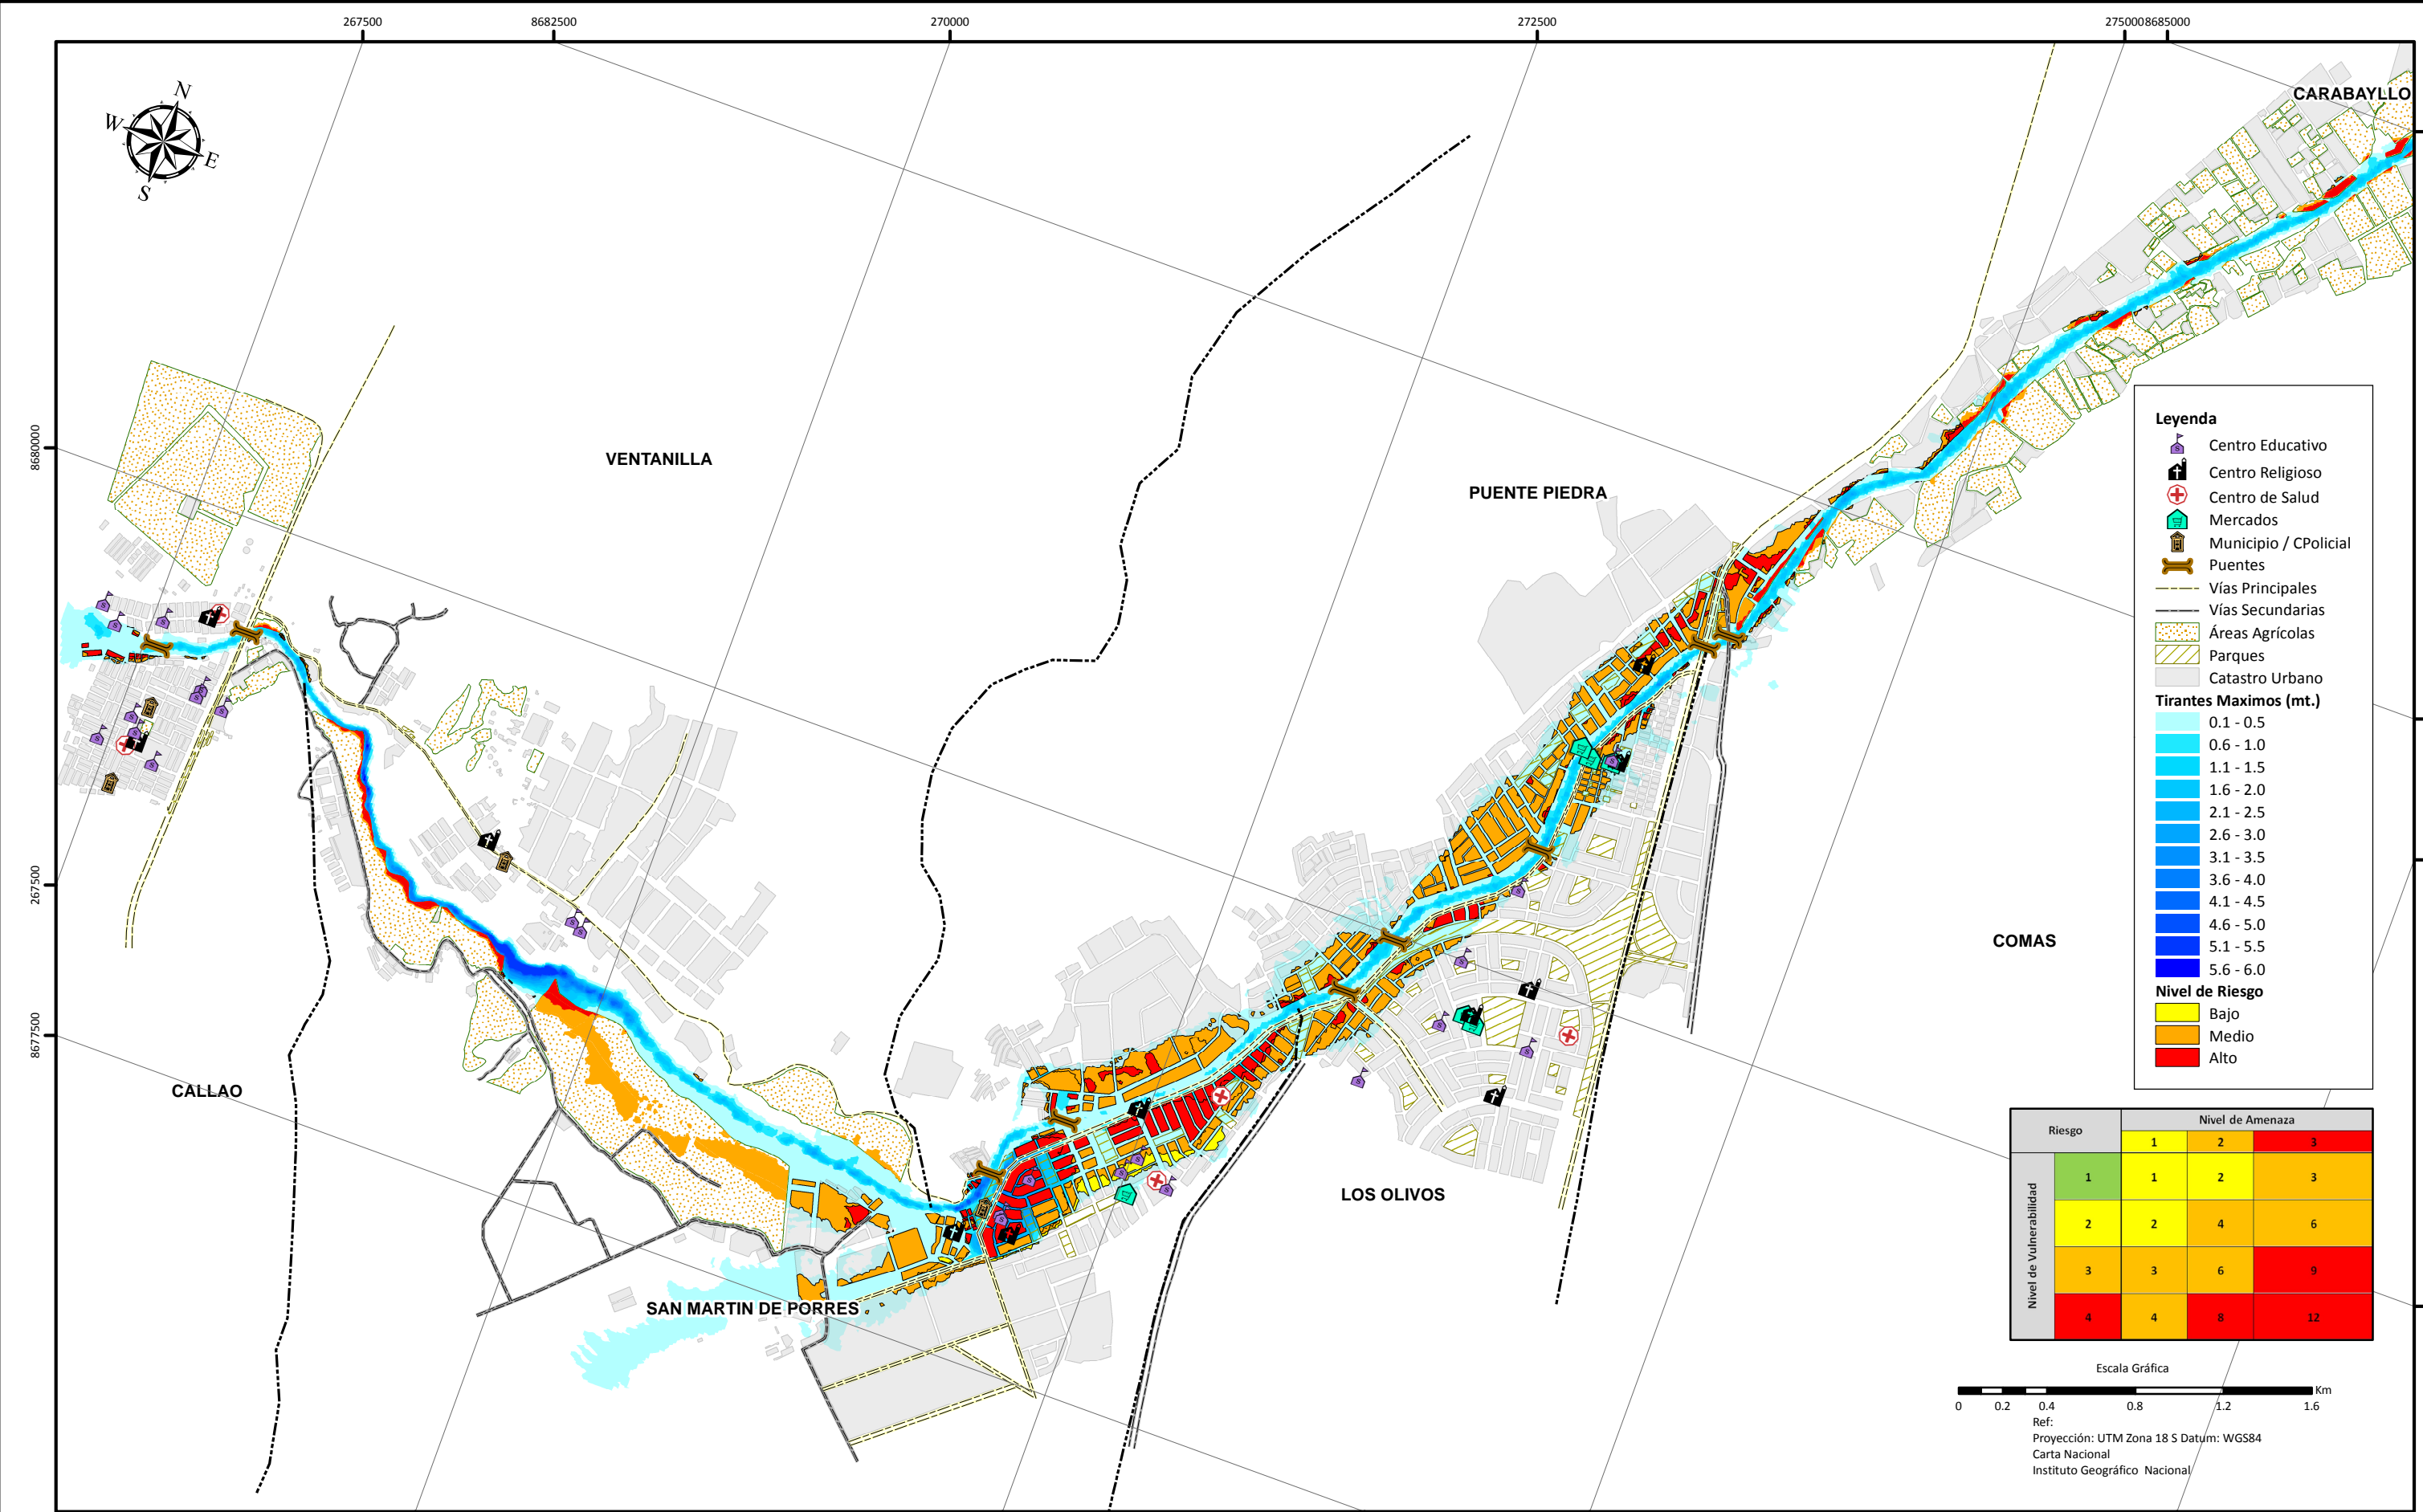 267500
8682500
270000
272500
275000
8685000
N
W
E
S
CARABAYLLO
8680000
VENTANILLA
PUENTE PIEDRA
267500
8677500
CALLAO
COMAS
LOS OLIVOS
SAN MARTIN DE PORRES
Leyenda
Centro Educativo
Centro Religioso
Centro de Salud
Mercados
Municipio / CPolicial
Puentes
Vías Principales
Vías Secundarias
Áreas Agrícolas
Parques
Catastro Urbano
Tirantes Maximos (mt.)
0.1 - 0.5
0.6 - 1.0
1.1 - 1.5
1.6 - 2.0
2.1 - 2.5
2.6 - 3.0
3.1 - 3.5
3.6 - 4.0
4.1 - 4.5
4.6 - 5.0
5.1 - 5.5
5.6 - 6.0
Nivel de Riesgo
Bajo
Medio
Alto
Riesgo
Nivel de Amenaza
1 2 3
Nivel de Vulnerabilidad
1 1 2 3
2 2 4 6
3 3 6 9
4 4 8 12
Escala Gráfica
Km
0 0.2 0.4 0.8 1.2 1.6
Ref:
Proyección: UTM Zona 18 S Datum: WGS84
Carta Nacional
Instituto Geográfico Nacional